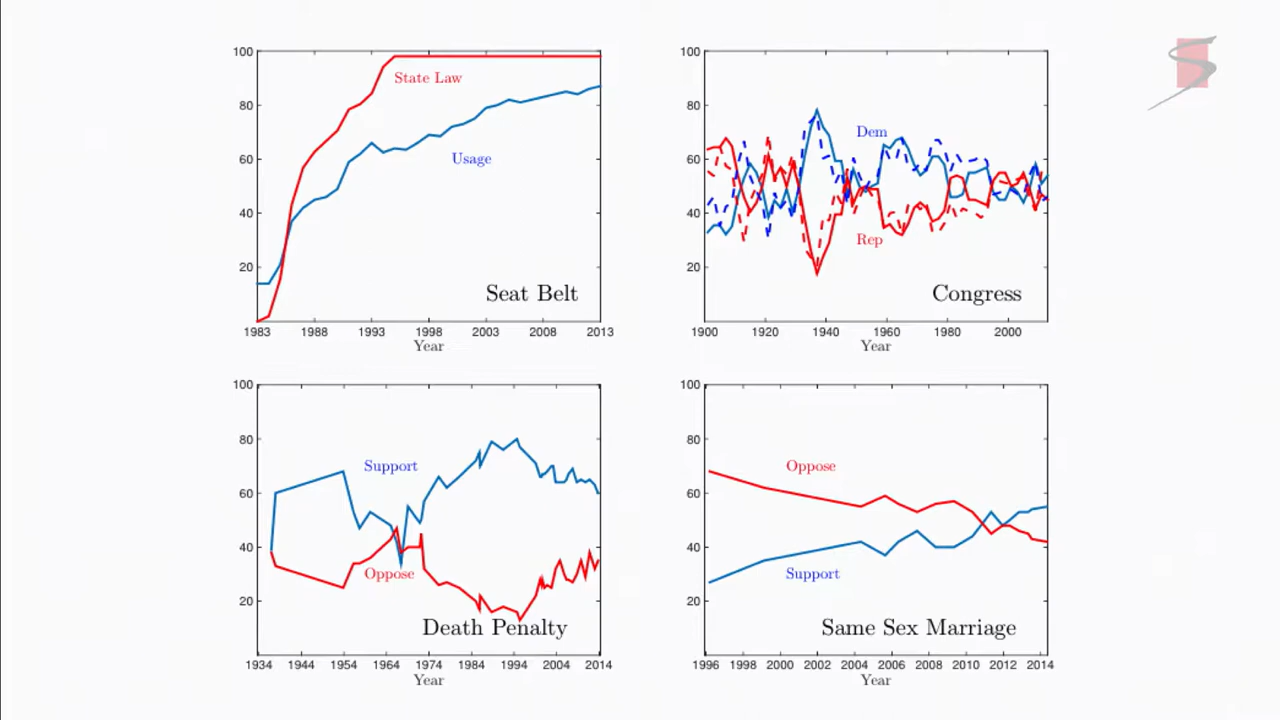 100
80
60
40
20
State Law
Usage
Seat Belt
1983 1988 1993 1998 2003 2008 2013
Year
100
80
60
40
20
Dem
Rep
Congress
1900 1920 1940 1960 1980 2000
Year
100
80
60
40
20
Support
Oppose
Death Penalty
1934 1944 1954 1964 1974 1984 1994 2004 2014
Year
100
80
60
40
20
Oppose
Support
Same Sex Marriage
1996 1998 2000 2002 2004 2006 2008 2010 2012 2014
Year
S